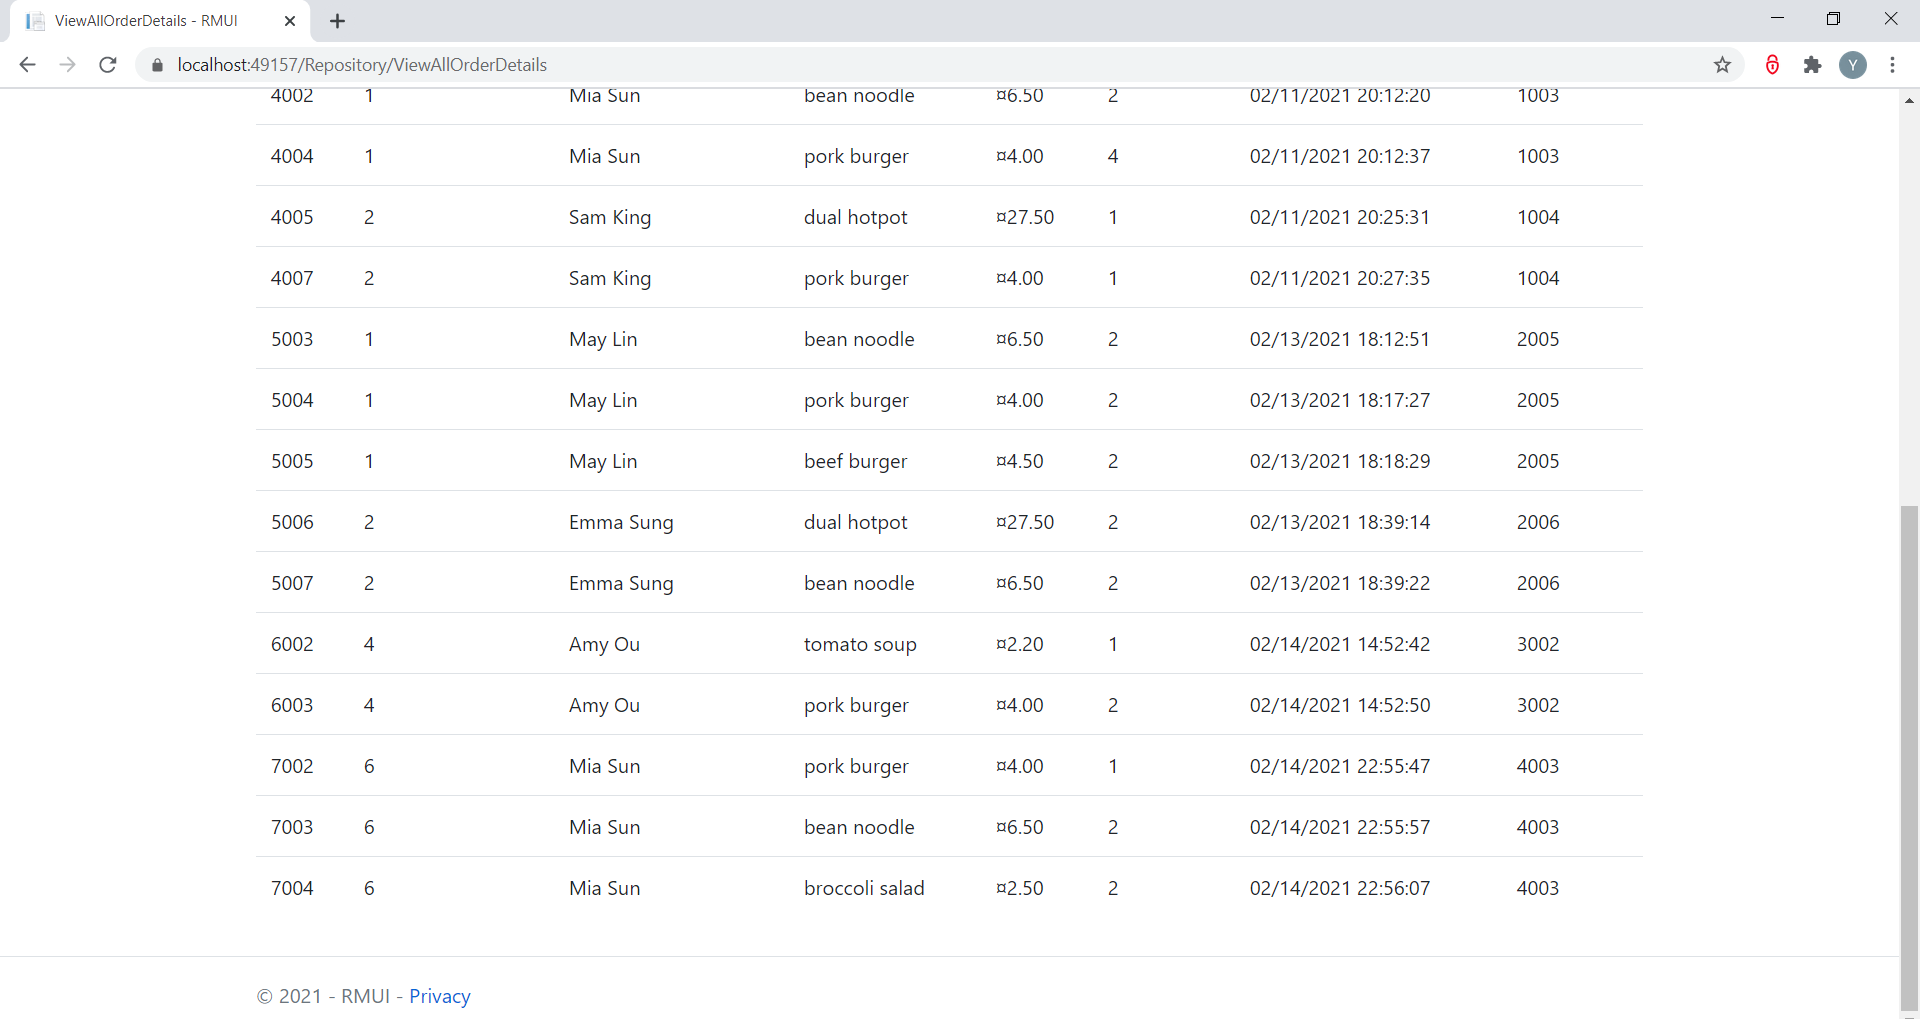 ViewAllOrderDetails - RMUI
localhost:49157/Repository/ViewAllOrderDetails
Y
4002 1 Mia Sun bean noodle ¤6.50 2 02/11/2021 20:12:20 1003
4004 1 Mia Sun pork burger ¤4.00 4 02/11/2021 20:12:37 1003
4005 2 Sam King dual hotpot ¤27.50 1 02/11/2021 20:25:31 1004
4007 2 Sam King pork burger ¤4.00 1 02/11/2021 20:27:35 1004
5003 1 May Lin bean noodle ¤6.50 2 02/13/2021 18:12:51 2005
5004 1 May Lin pork burger ¤4.00 2 02/13/2021 18:17:27 2005
5005 1 May Lin beef burger ¤4.50 2 02/13/2021 18:18:29 2005
5006 2 Emma Sung dual hotpot ¤27.50 2 02/13/2021 18:39:14 2006
5007 2 Emma Sung bean noodle ¤6.50 2 02/13/2021 18:39:22 2006
6002 4 Amy Ou tomato soup ¤2.20 1 02/14/2021 14:52:42 3002
6003 4 Amy Ou pork burger ¤4.00 2 02/14/2021 14:52:50 3002
7002 6 Mia Sun pork burger ¤4.00 1 02/14/2021 22:55:47 4003
7003 6 Mia Sun bean noodle ¤6.50 2 02/14/2021 22:55:57 4003
7004 6 Mia Sun broccoli salad ¤2.50 2 02/14/2021 22:56:07 4003
© 2021 - RMUI - Privacy